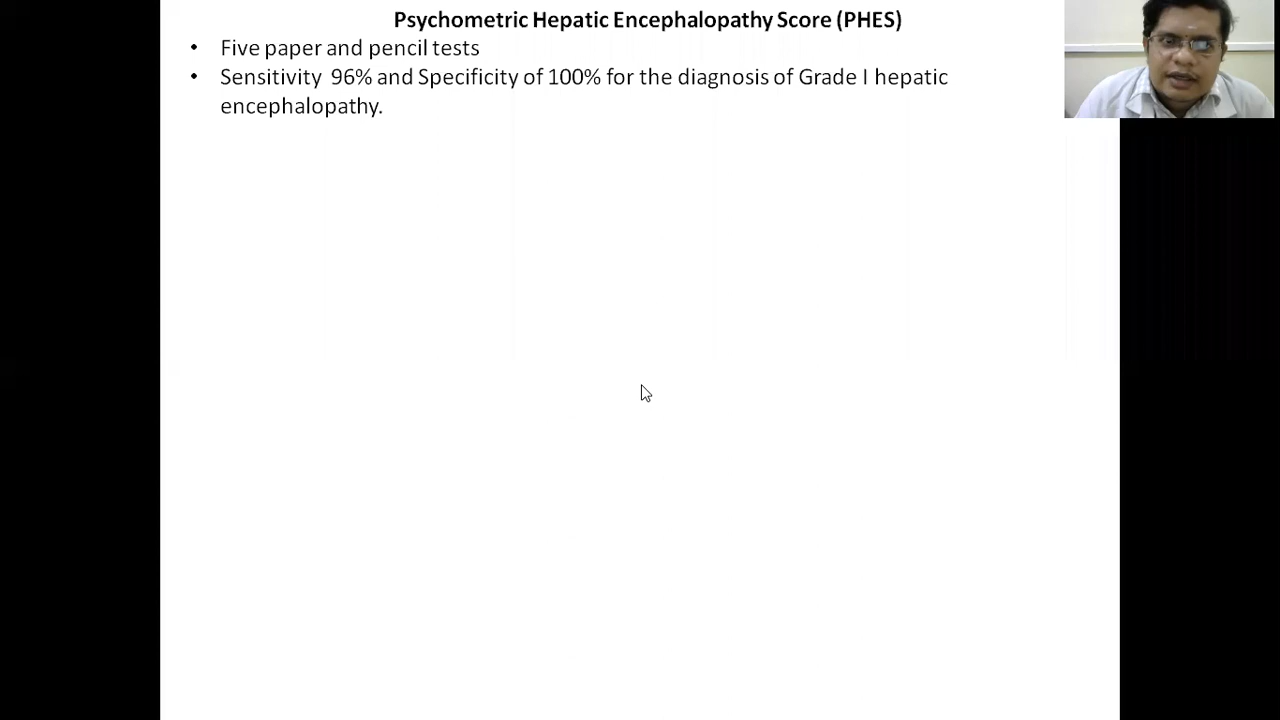 Psychometric Hepatic Encephalopathy Score (PHES)
• Five paper and pencil tests
• Sensitivity 96% and Specificity of 100% for the diagnosis of Grade I hepatic
encephalopathy.